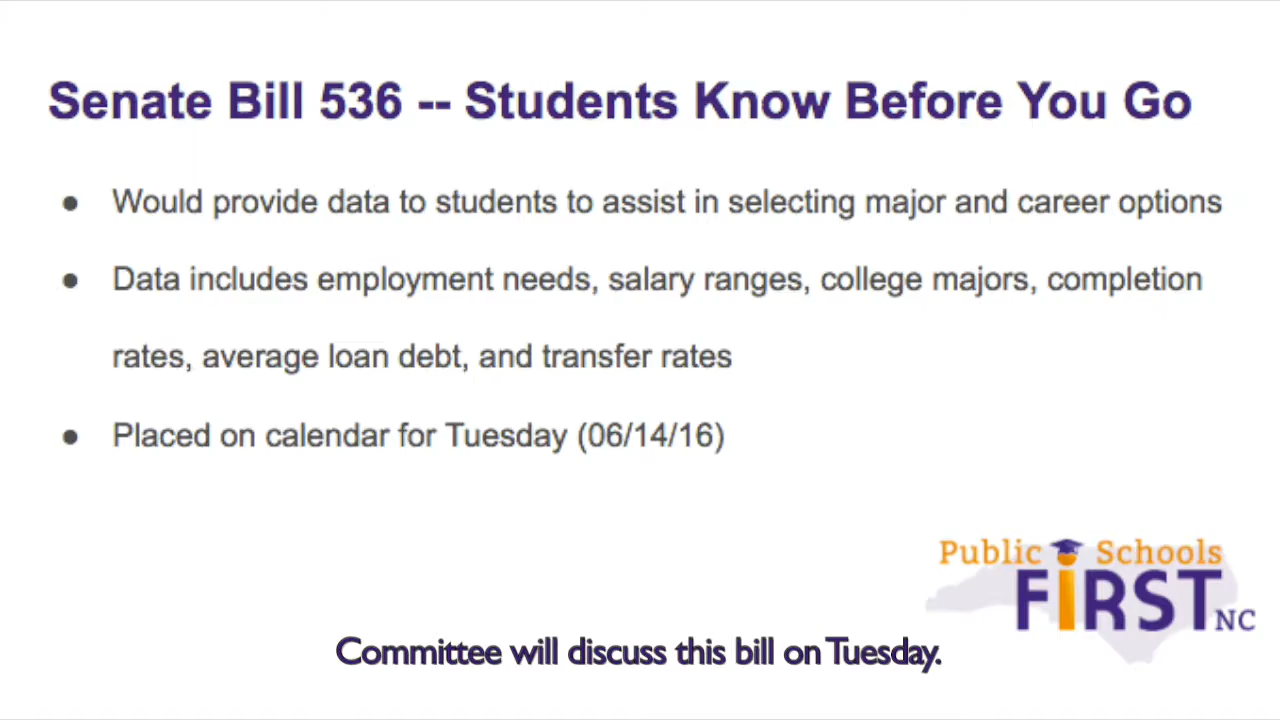 Senate Bill 536 -- Students Know Before You Go
● Would provide data to students to assist in selecting major and career options
● Data includes employment needs, salary ranges, college majors, completion
rates, average loan debt, and transfer rates
● Placed on calendar for Tuesday (06/14/16)
Public Schools
FiRST NC
Committee will discuss this bill on Tuesday.